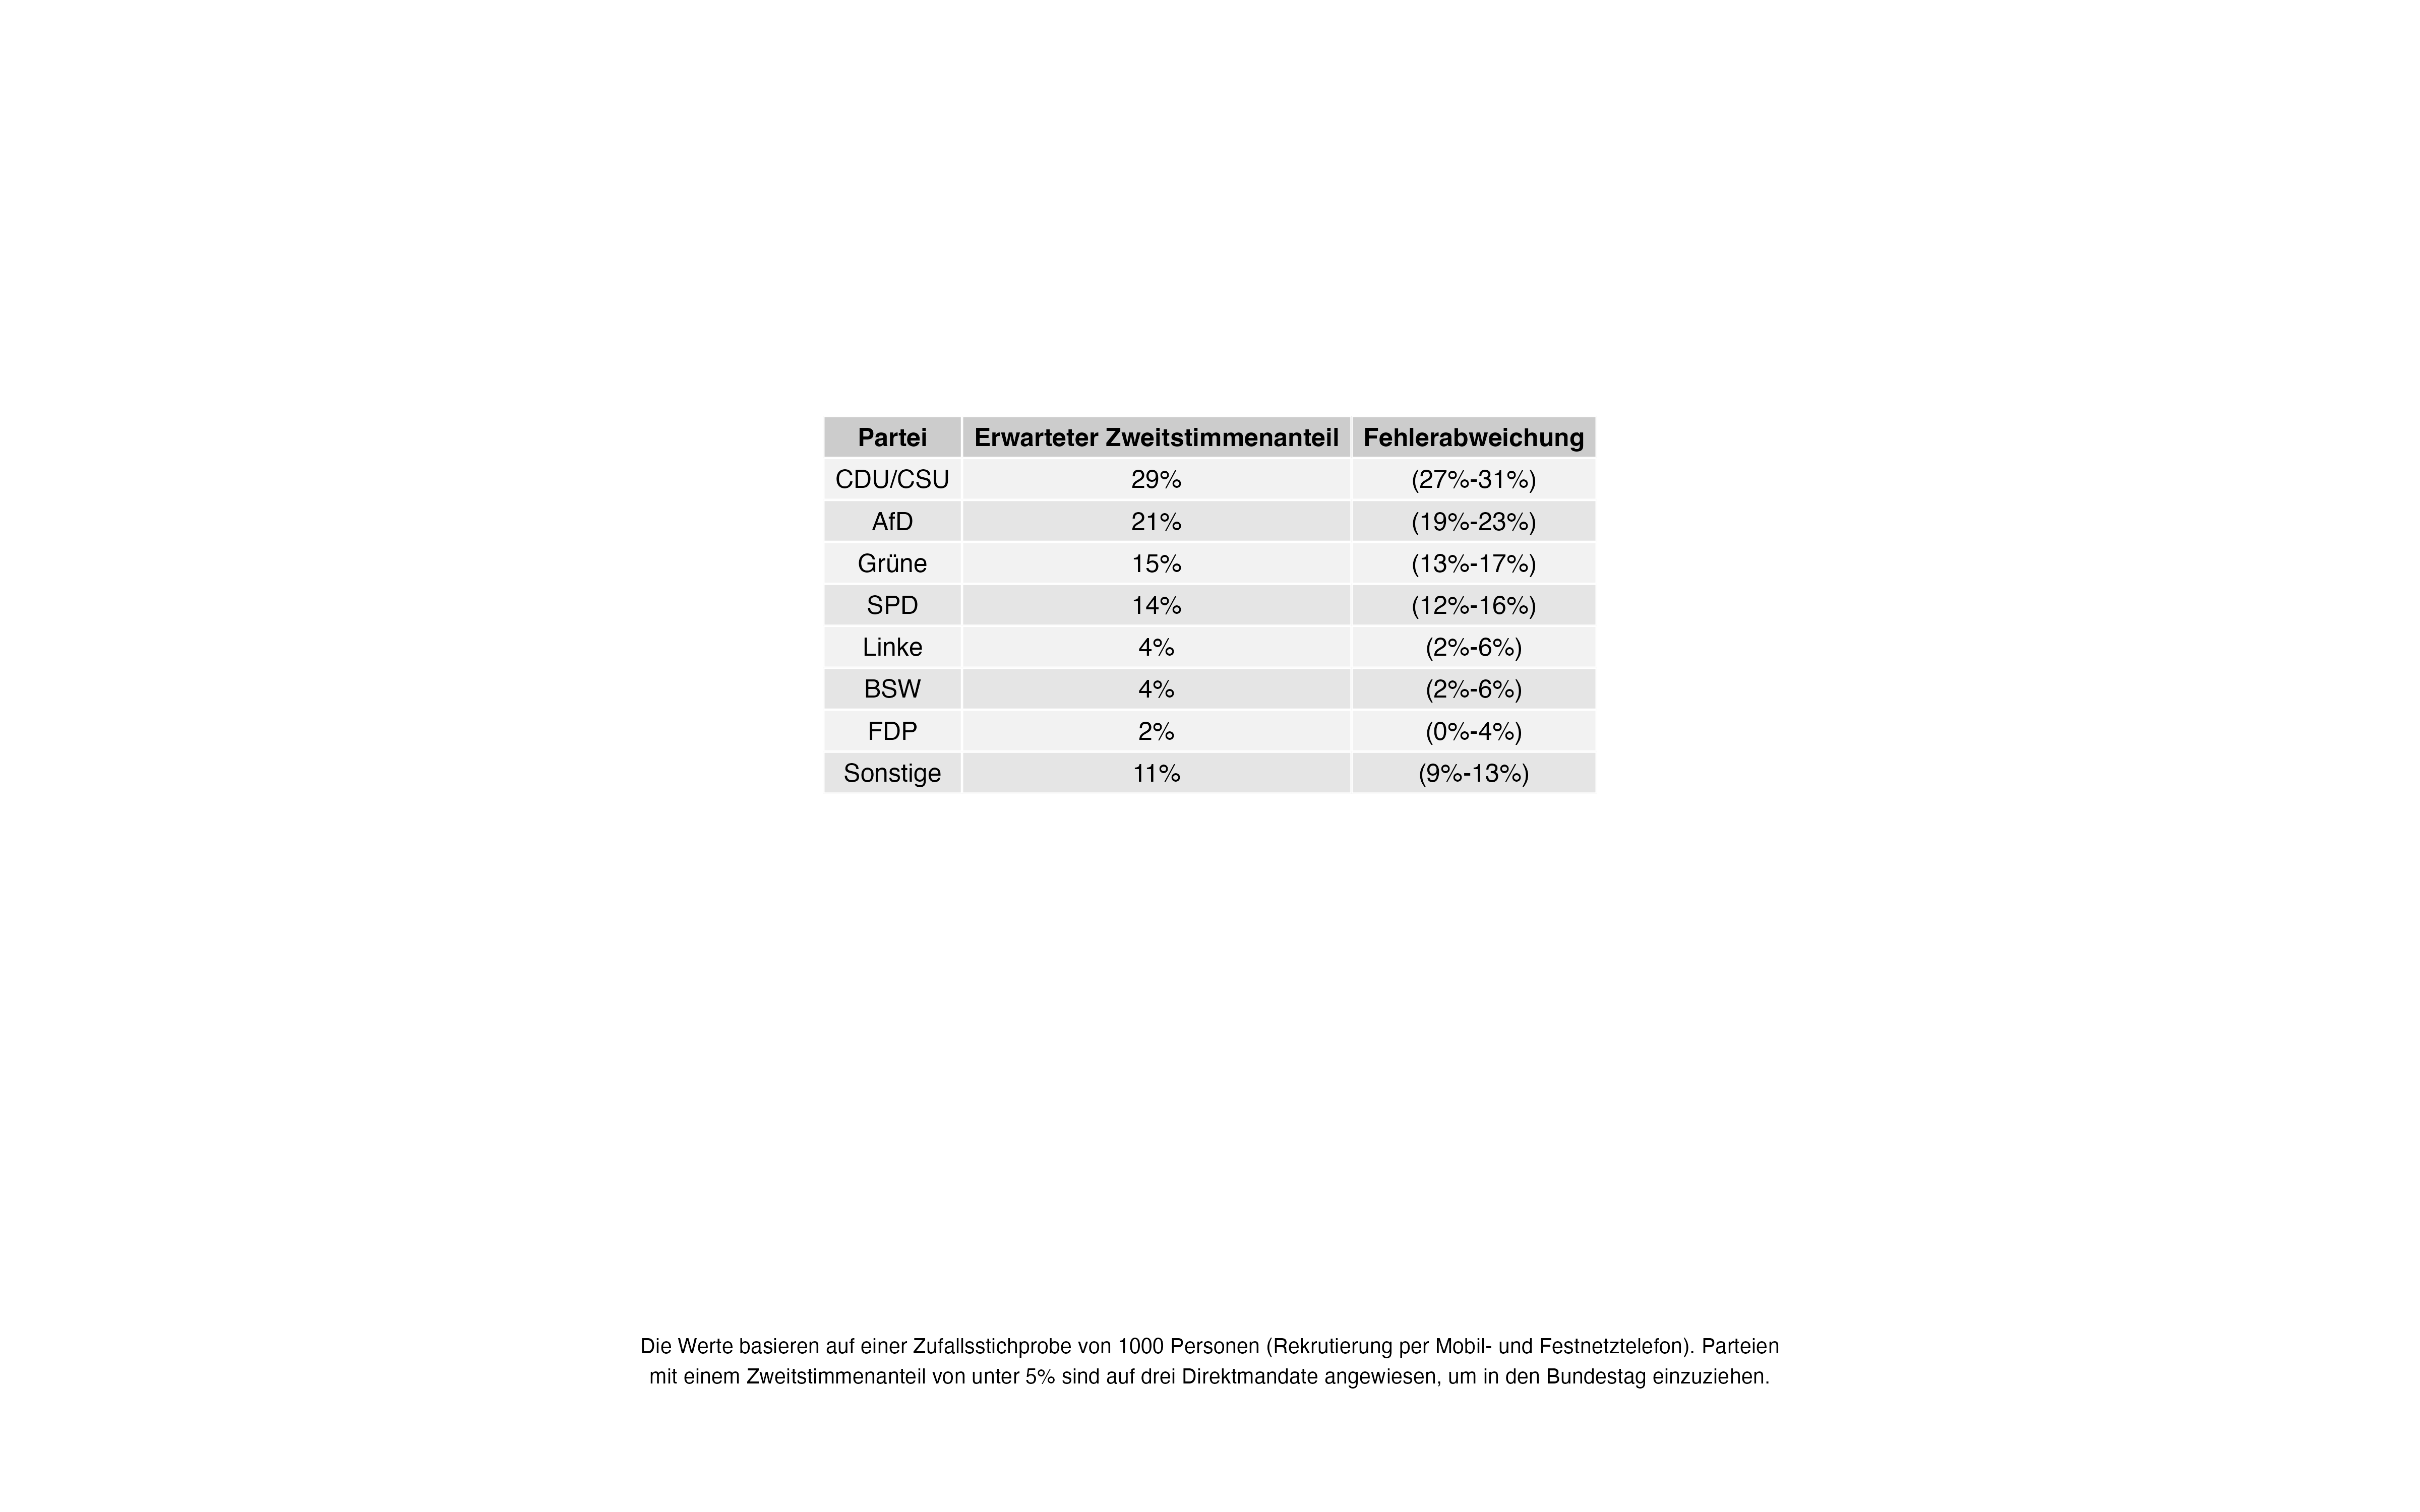 Partei Erwarteter Zweitstimmenanteil Fehlerabweichung
CDU/CSU 29% (27%-31%)
AfD 21% (19%-23%)
Grüne 15% (13%-17%)
SPD 14% (12%-16%)
Linke 4% (2%-6%)
BSW 4% (2%-6%)
FDP 2% (0%-4%)
Sonstige 11% (9%-13%)
Die Werte basieren auf einer Zufallsstichprobe von 1000 Personen (Rekrutierung per Mobil- und Festnetztelefon). Parteien
mit einem Zweitstimmenanteil von unter 5% sind auf drei Direktmandate angewiesen, um in den Bundestag einzuziehen.